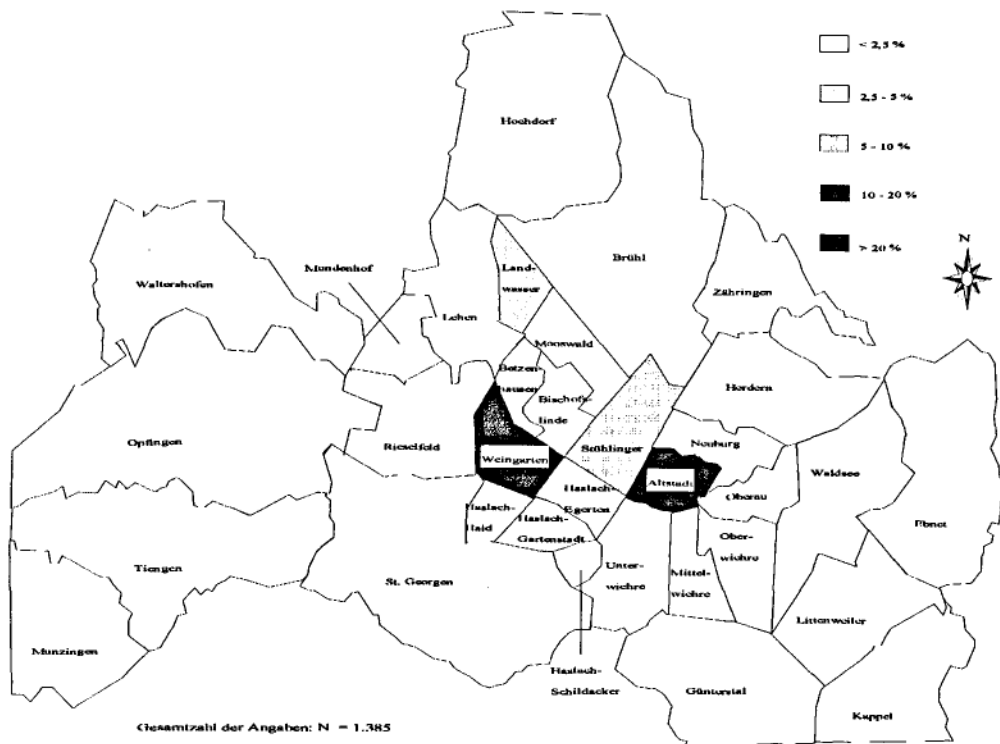 < 2,5 %
2,5 - 5 %
5 - 10 %
10 - 20 %
> 20 %
N
Hochdorf
Brühl
Zähringen
Waltershofen
Mundenhof
Lehen
Land-
wasser
Mooswald
Betzen-
hausen
Bischofs-
linde
Herdern
Opfingen
Rieselfeld
Weingarten
Stühlinger
Neuburg
Altstadt
Oberau
Waldsee
Ebnet
Haslach-
Egerten
Haslach-
Haid
Haslach-
Gartenstadt
Tiengen
St. Georgen
Unter-
wiehre
Mittel-
wiehre
Ober-
wiehre
Littenweiler
Munzingen
Haslach-
Schildacker
Günterstal
Kappel
Gesamtzahl der Angaben: N = 1.385